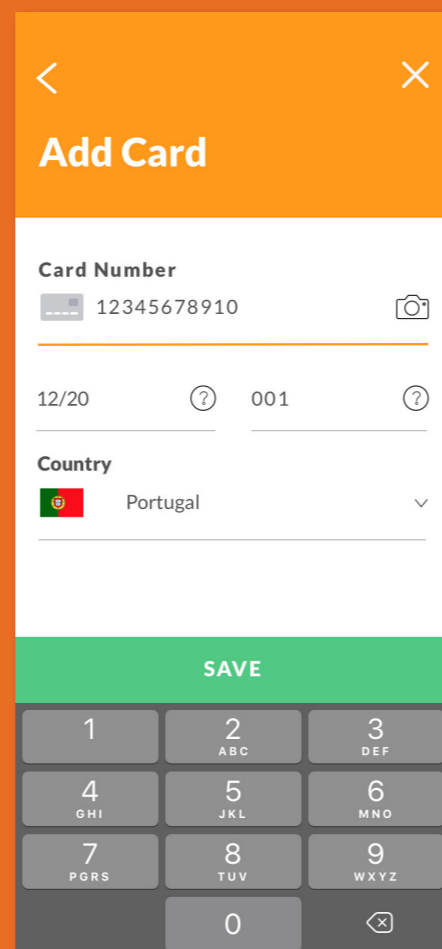 Add Card
Card Number
12345678910
12/20 ? 001 ?
Country
Portugal
SAVE
1 2 3
ABC DEF
4 5 6
GHI JKL MNO
7 8 9
PGRS TUV WXYZ
0